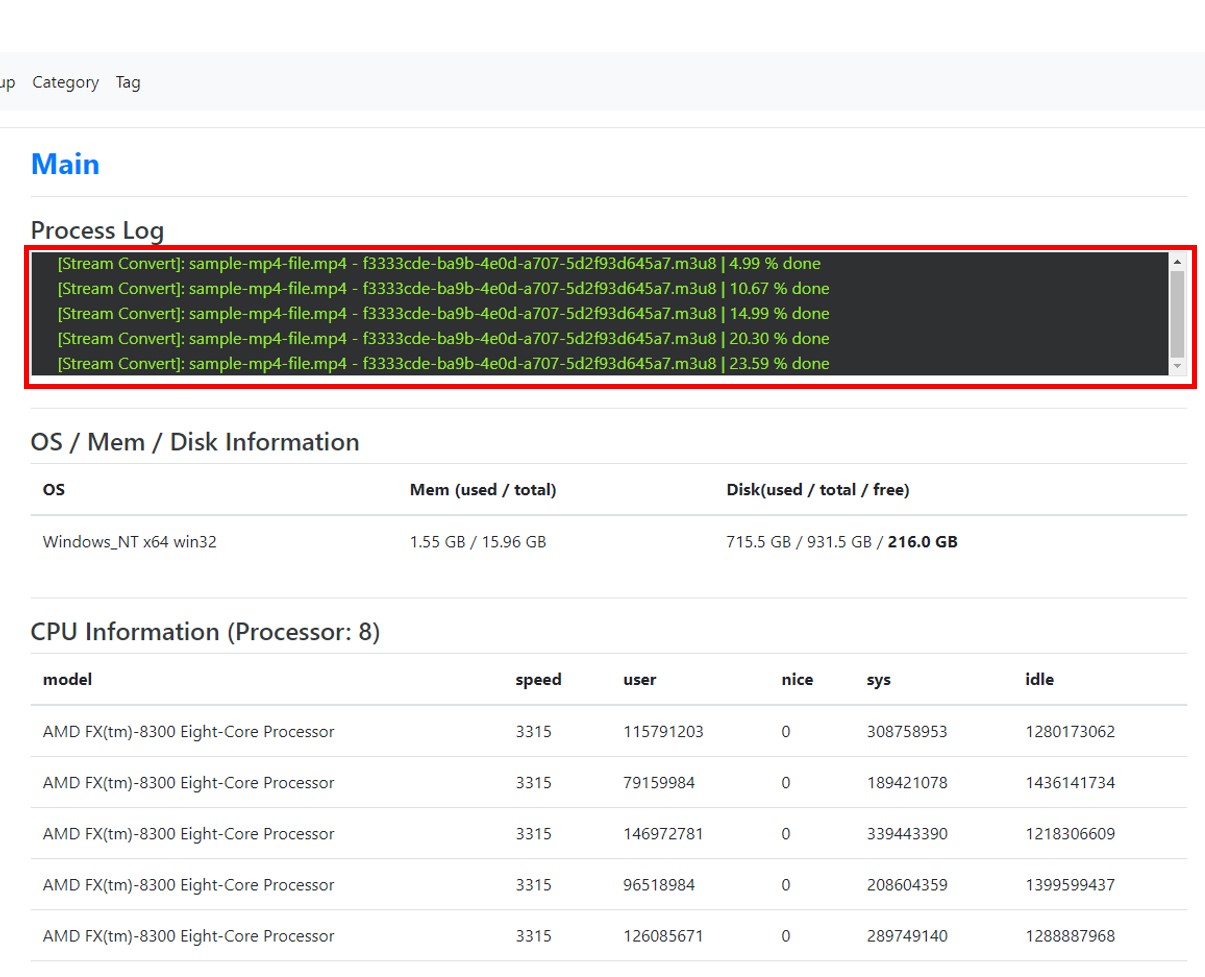 up Category Tag
Main
Process Log
[Stream Convert]: sample-mp4-file.mp4 - f3333cde-ba9b-4e0d-a707-5d2f93d645a7.m3u8 | 4.99 % done
[Stream Convert]: sample-mp4-file.mp4 - f3333cde-ba9b-4e0d-a707-5d2f93d645a7.m3u8 | 10.67 % done
[Stream Convert]: sample-mp4-file.mp4 - f3333cde-ba9b-4e0d-a707-5d2f93d645a7.m3u8 | 14.99 % done
[Stream Convert]: sample-mp4-file.mp4 - f3333cde-ba9b-4e0d-a707-5d2f93d645a7.m3u8 | 20.30 % done
[Stream Convert]: sample-mp4-file.mp4 - f3333cde-ba9b-4e0d-a707-5d2f93d645a7.m3u8 | 23.59 % done
OS / Mem / Disk Information
OS Mem (used / total) Disk(used / total / free)
Windows_NT x64 win32 1.55 GB / 15.96 GB 715.5 GB / 931.5 GB / 216.0 GB
CPU Information (Processor: 8)
model speed user nice sys idle
AMD FX(tm)-8300 Eight-Core Processor 3315 115791203 0 308758953 1280173062
AMD FX(tm)-8300 Eight-Core Processor 3315 79159984 0 189421078 1436141734
AMD FX(tm)-8300 Eight-Core Processor 3315 146972781 0 339443390 1218306609
AMD FX(tm)-8300 Eight-Core Processor 3315 96518984 0 208604359 1399599437
AMD FX(tm)-8300 Eight-Core Processor 3315 126085671 0 289749140 1288887968